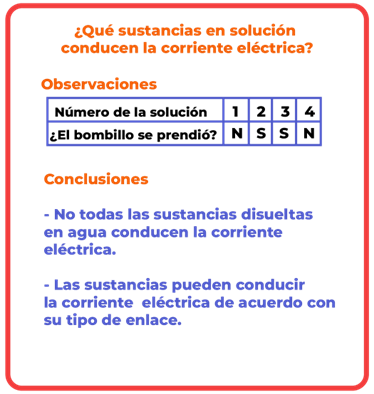 ¿Qué sustancias en solución
conducen la corriente eléctrica?
Observaciones
Número de la solución 1 2 3 4
¿El bombillo se prendió? N S S N
Conclusiones
- No todas las sustancias disueltas
en agua conducen la corriente
eléctrica.
- Las sustancias pueden conducir
la corriente eléctrica de acuerdo con
su tipo de enlace.